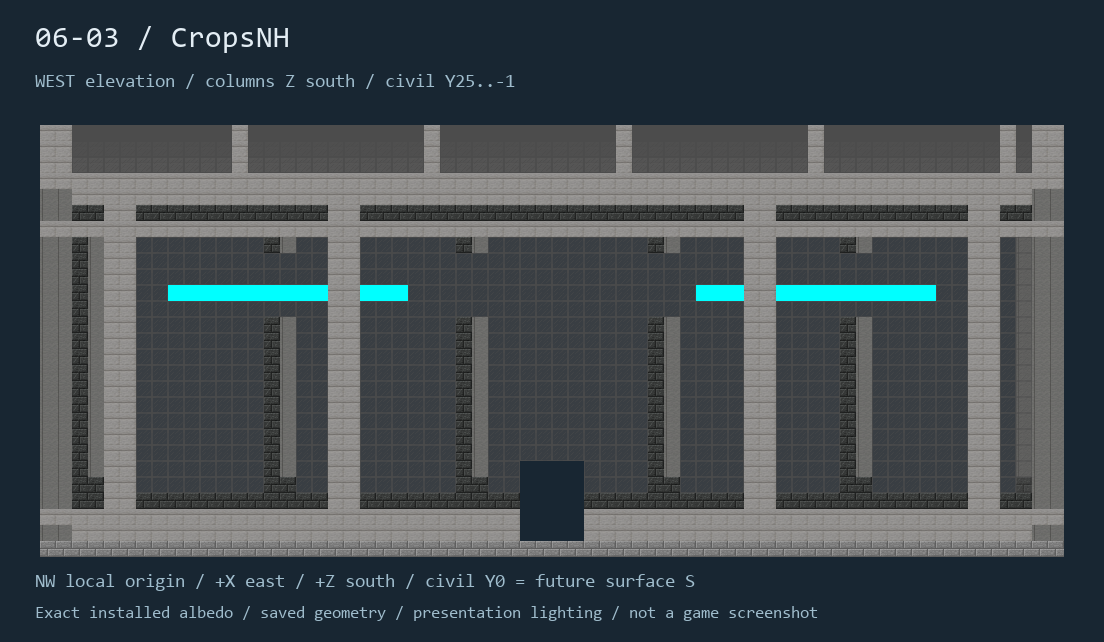 06-03 / CropsNH
WEST elevation / columns Z south / civil Y25..-1
NW local origin / +X east / +Z south / civil Y0 = future surface S
Exact installed albedo / saved geometry / presentation lighting / not a game screenshot